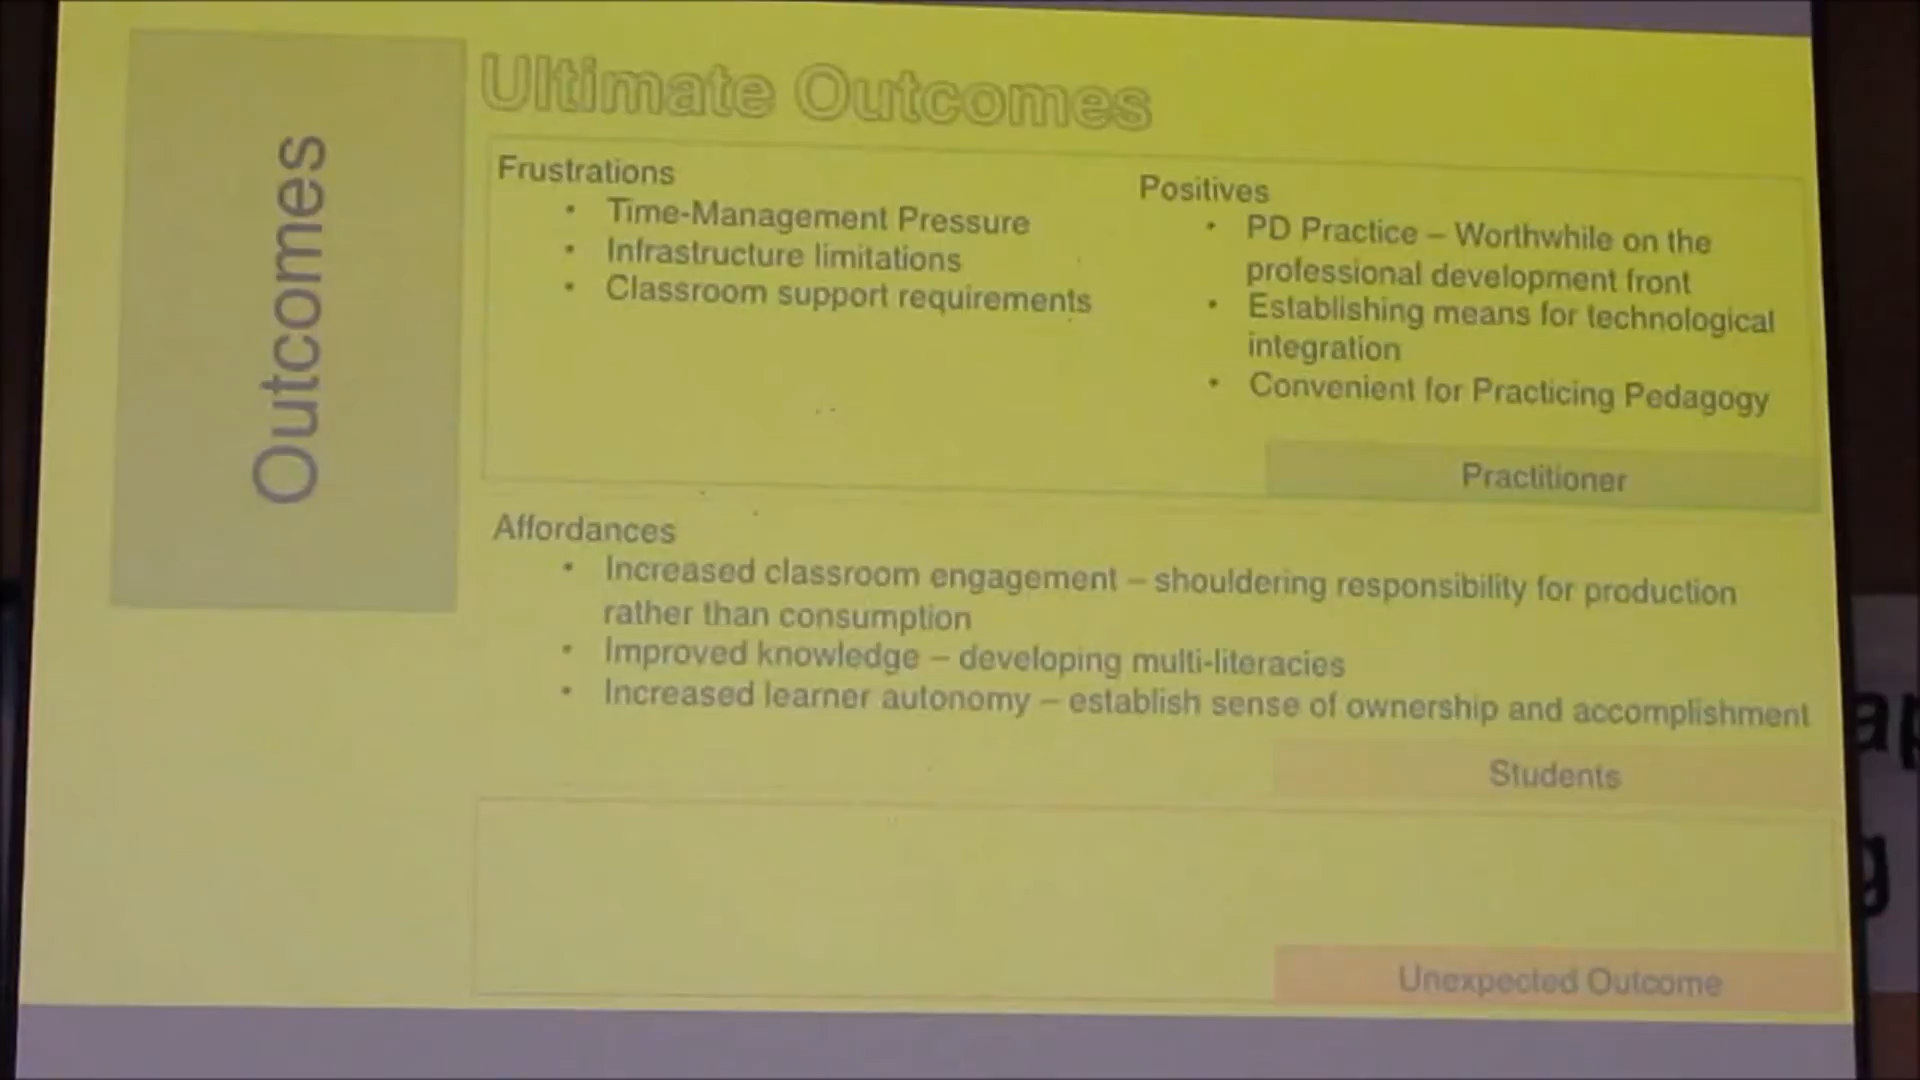 Outcomes
Ultimate Outcomes
Frustrations
• Time-Management Pressure
• Infrastructure limitations
• Classroom support requirements
Positives
• PD Practice – Worthwhile on the
professional development front
• Establishing means for technological
integration
• Convenient for Practicing Pedagogy
Practitioner
Affordances
• Increased classroom engagement – shouldering responsibility for production
rather than consumption
• Improved knowledge – developing multi-literacies
• Increased learner autonomy – establish sense of ownership and accomplishment
Students
Unexpected Outcome